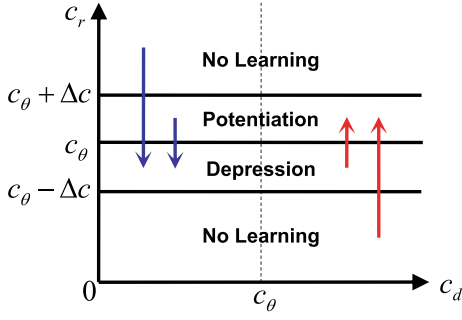 c_r
No Learning
c_θ + Δc
Potentiation
c_θ
Depression
c_θ − Δc
No Learning
0
c_θ
c_d